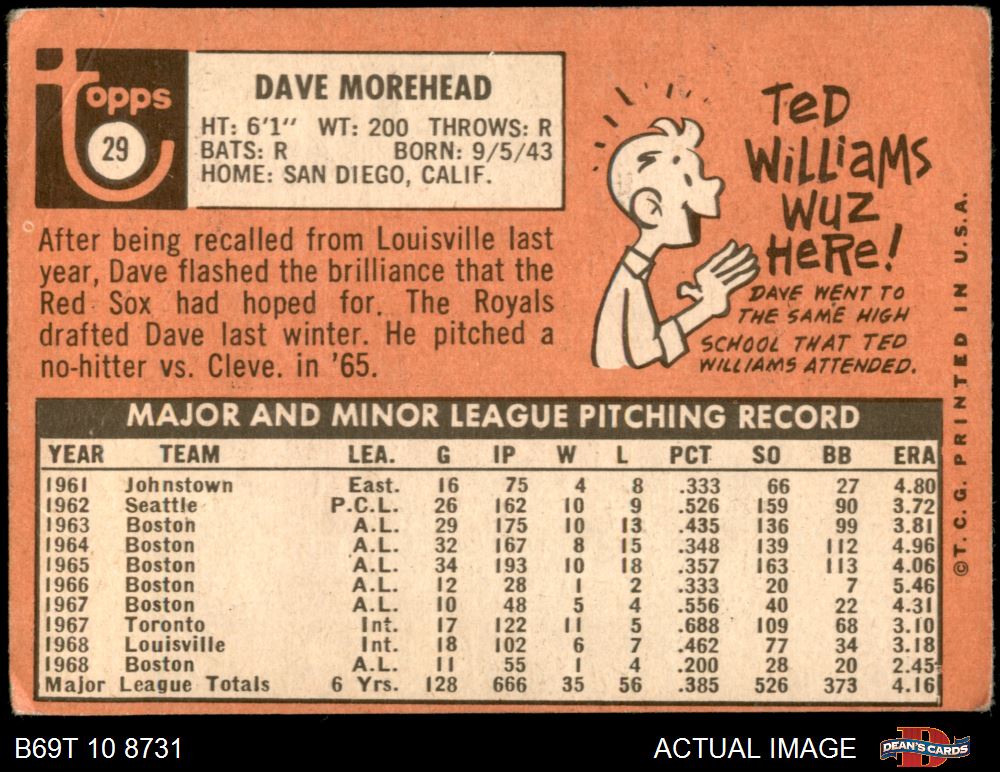 topps
29
DAVE MOREHEAD
HT: 6'1" WT: 200 THROWS: R
BATS: R BORN: 9/5/43
HOME: SAN DIEGO, CALIF.
After being recalled from Louisville last
year, Dave flashed the brilliance that the
Red Sox had hoped for. The Royals
drafted Dave last winter. He pitched a
no-hitter vs. Cleve. in '65.
TeD
WiLLiaMS
WUZ
HeRe!
DAVE WENT TO
THE SAME HIGH
SCHOOL THAT TED
WILLIAMS ATTENDED.
©T. C. G. PRINTED IN U.S.A.
MAJOR AND MINOR LEAGUE PITCHING RECORD
YEAR TEAM LEA. G IP W L PCT SO BB ERA
1961 Johnstown East. 16 75 4 8 .333 66 27 4.80
1962 Seattle P.C.L. 26 162 10 9 .526 159 90 3.72
1963 Boston A.L. 29 175 10 13 .435 136 99 3.81
1964 Boston A.L. 32 167 8 15 .348 139 112 4.96
1965 Boston A.L. 34 193 10 18 .357 163 113 4.06
1966 Boston A.L. 12 28 1 2 .333 20 7 5.46
1967 Boston A.L. 10 48 5 4 .556 40 22 4.31
1967 Toronto Int. 17 122 11 5 .688 109 68 3.10
1968 Louisville Int. 18 102 6 7 .462 77 34 3.18
1968 Boston A.L. 11 55 1 4 .200 28 20 2.45
Major League Totals 6 Yrs. 128 666 35 56 .385 526 373 4.16
B69T 10 8731
ACTUAL IMAGE
DEAN'S CARDS